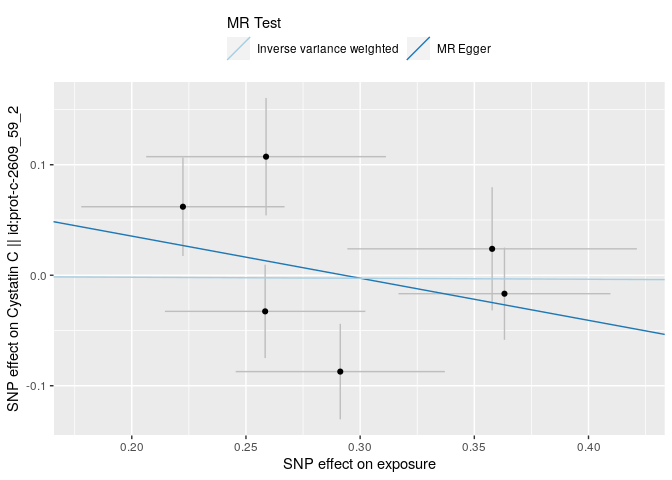 MR Test
Inverse variance weighted
MR Egger
SNP effect on Cystatin C || id:prot-c-2609_59_2
0.1
0.0
-0.1
0.20
0.25
0.30
0.35
0.40
SNP effect on exposure